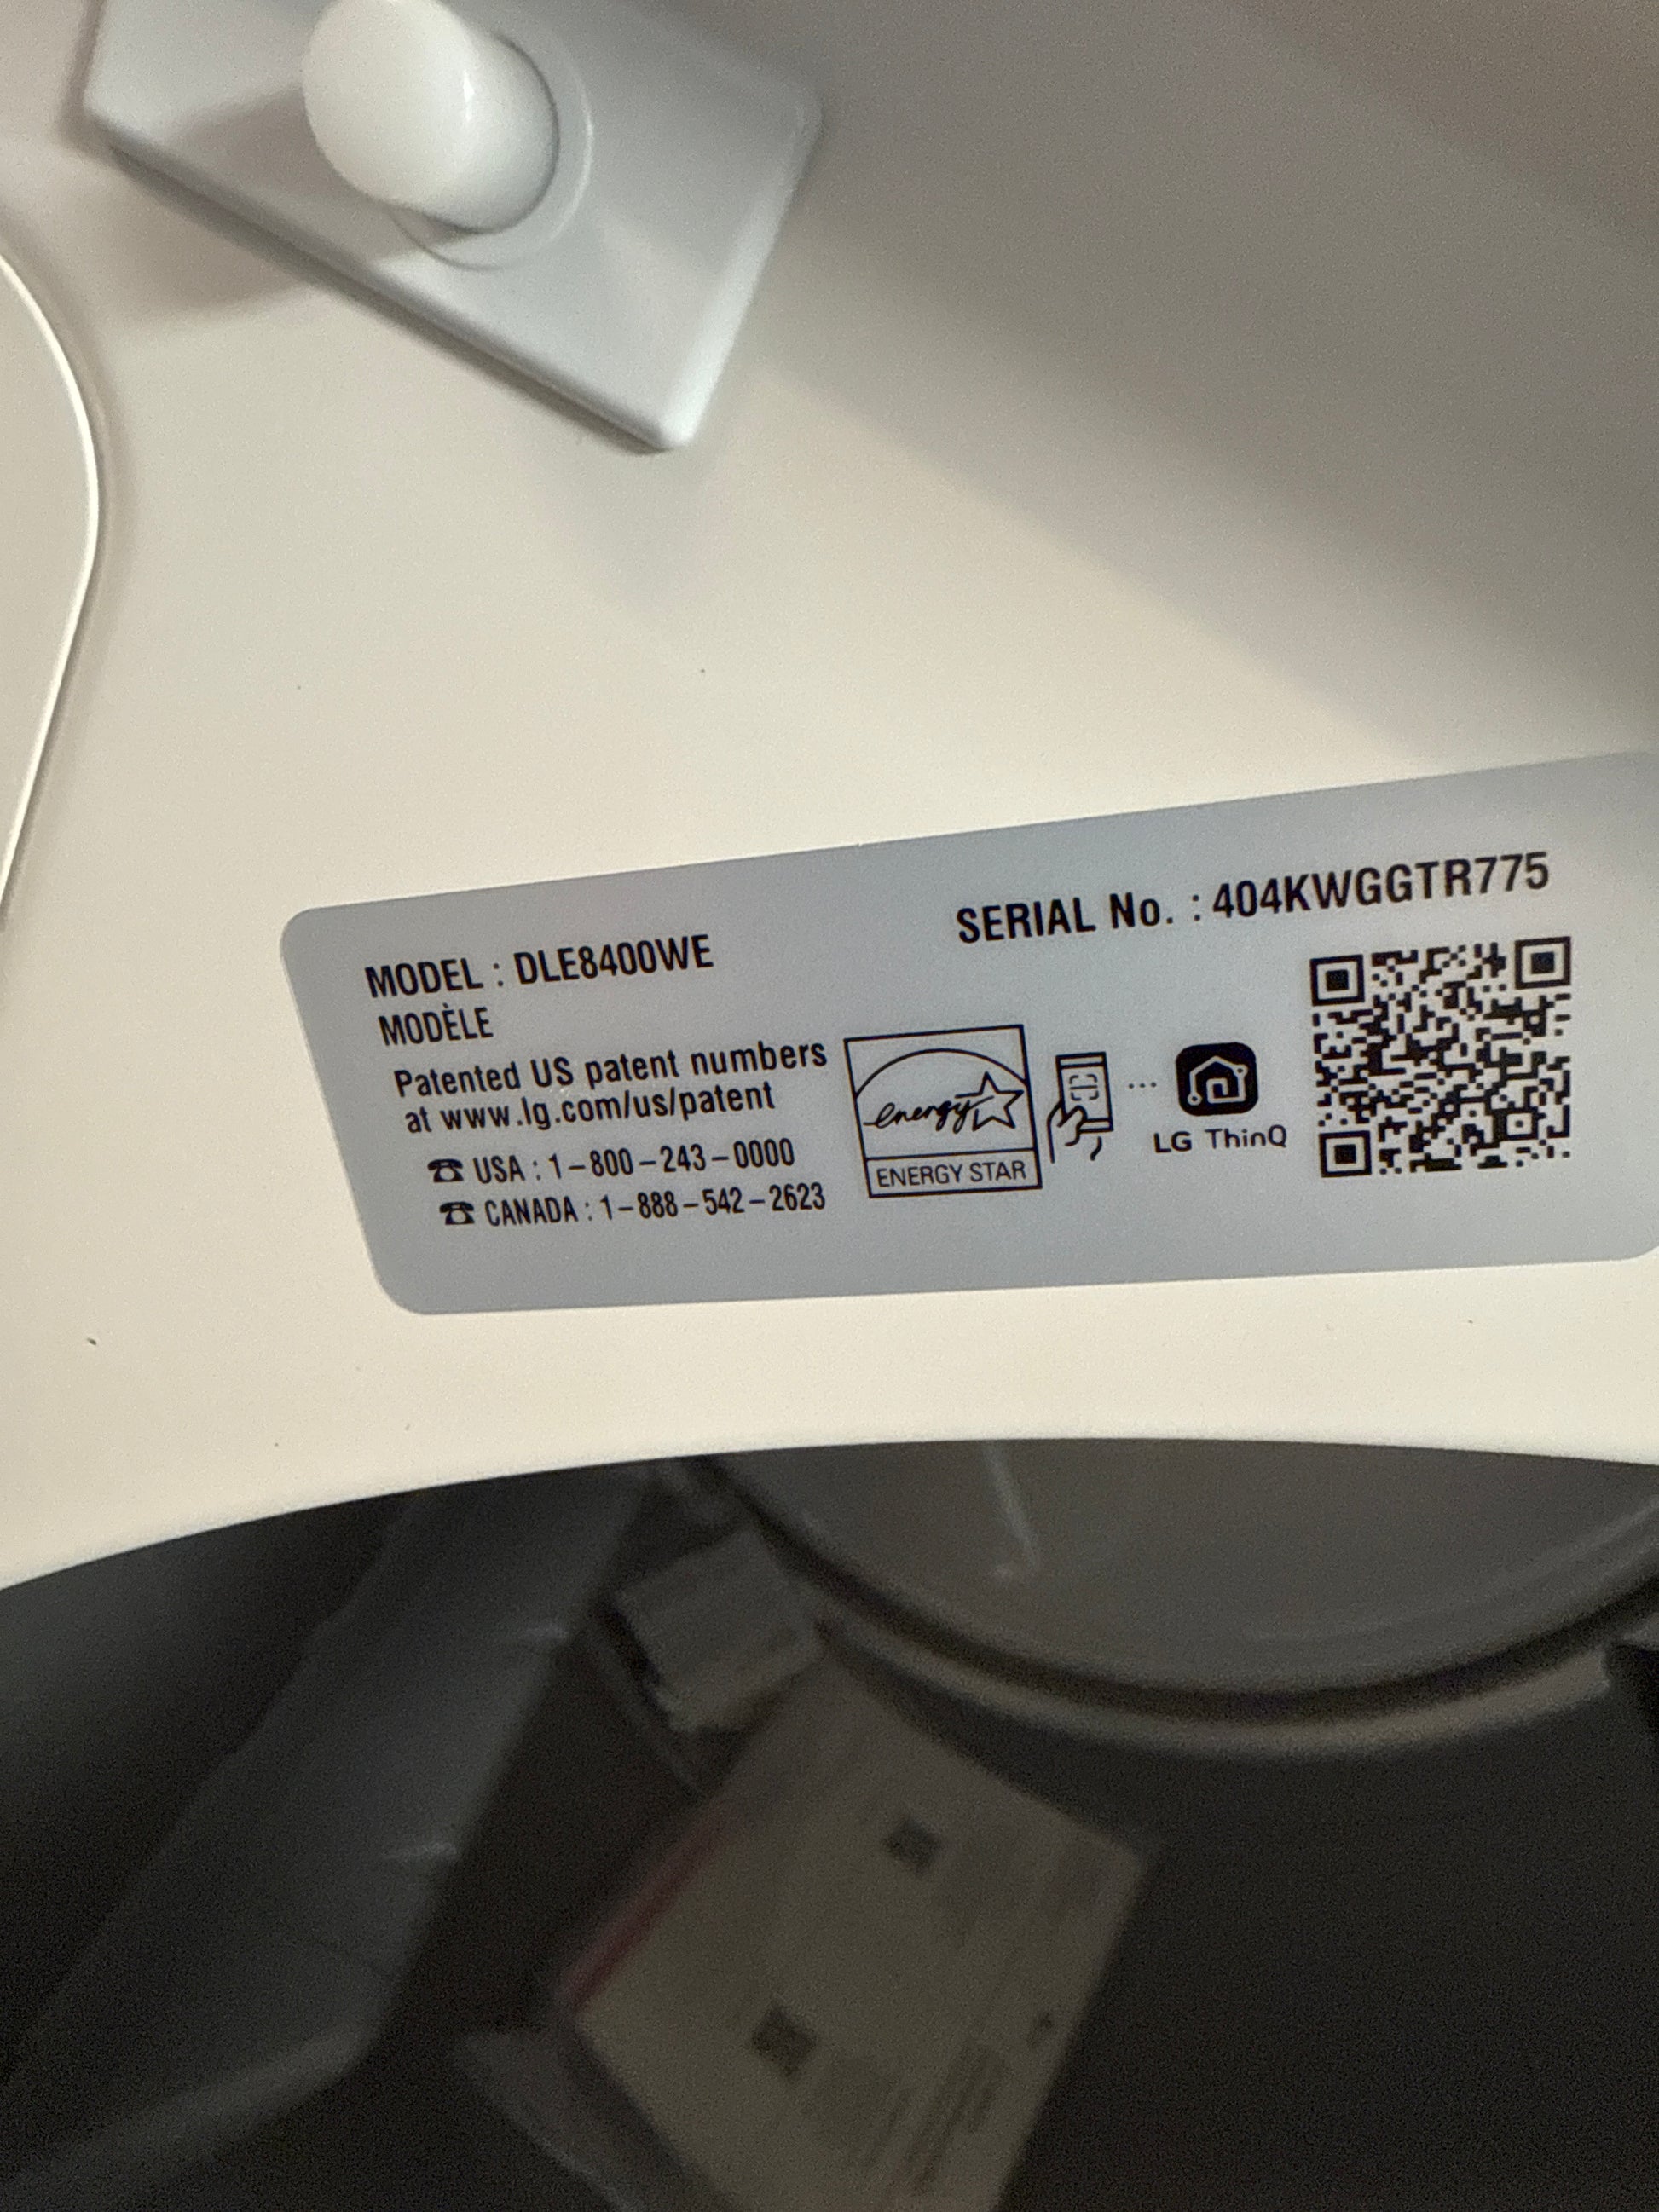 SERIAL No. : 404KWGGTR775
MODEL : DLE8400WE
MODÈLE
Patented US patent numbers
at www.lg.com/us/patent
☎ USA : 1-800-243-0000
☎ CANADA : 1-888-542-2623
energy
ENERGY STAR
LG ThinQ